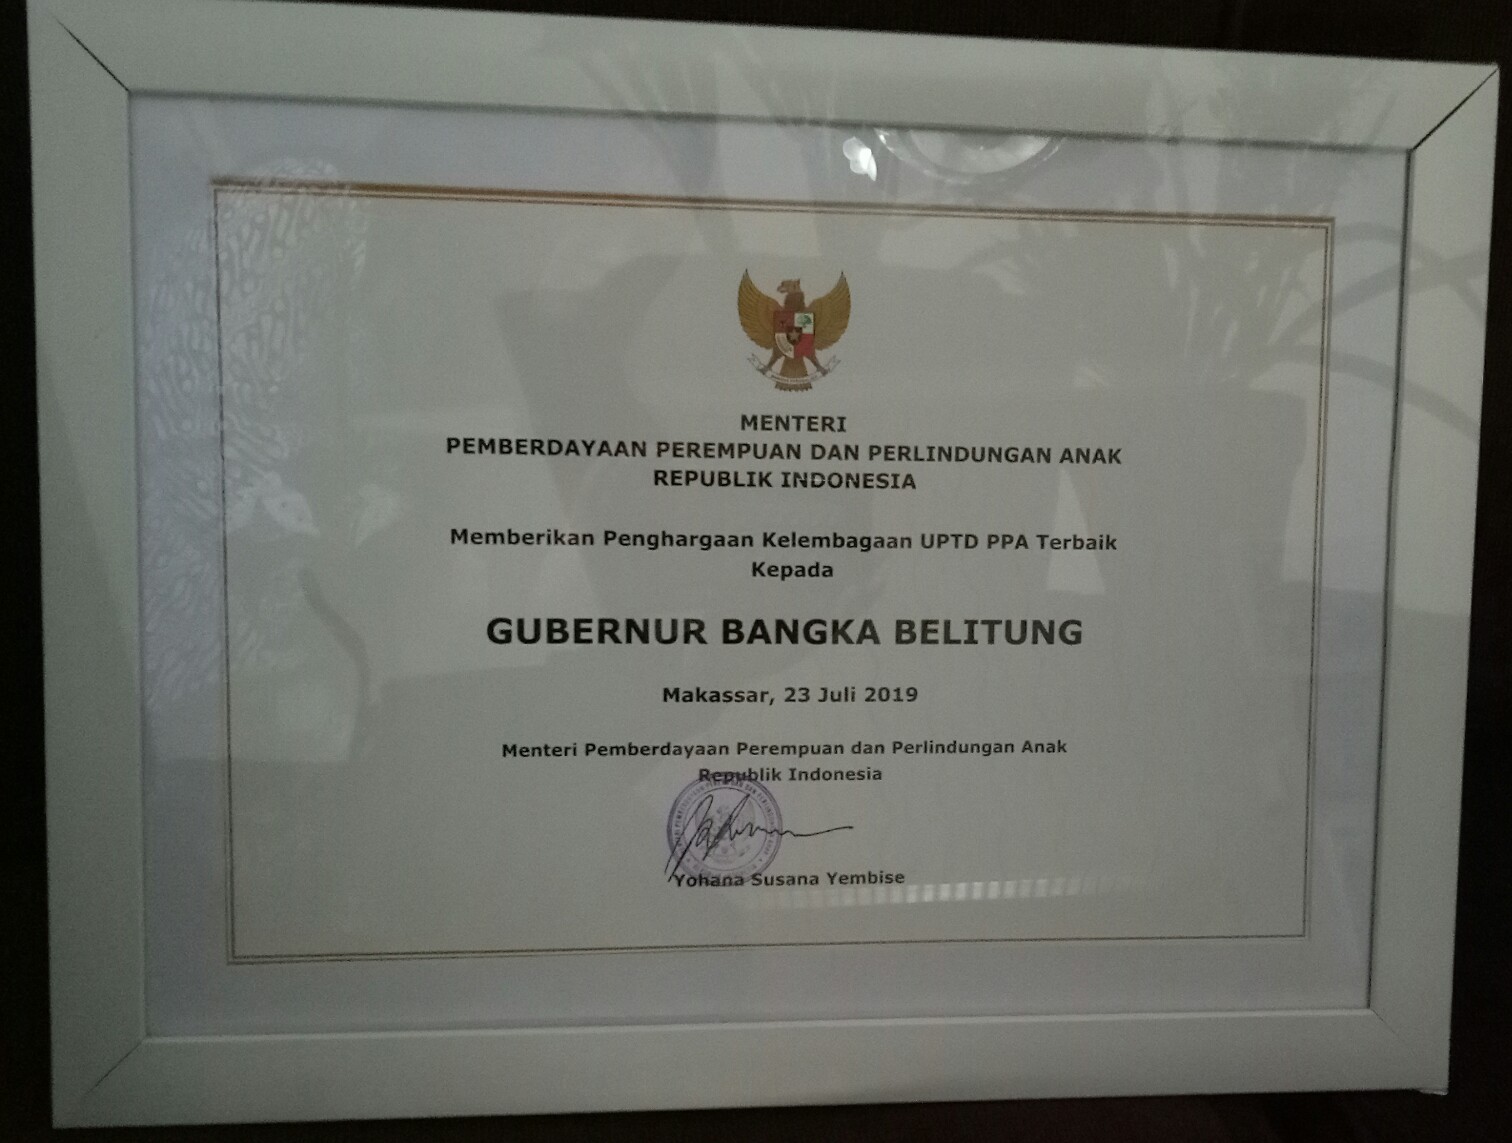 MENTERI
PEMBERDAYAAN PEREMPUAN DAN PERLINDUNGAN ANAK
REPUBLIK INDONESIA
Memberikan Penghargaan Kelembagaan UPTD PPA Terbaik
Kepada
GUBERNUR BANGKA BELITUNG
Makassar, 23 Juli 2019
Menteri Pemberdayaan Perempuan dan Perlindungan Anak
Republik Indonesia
Yohana Susana Yembise